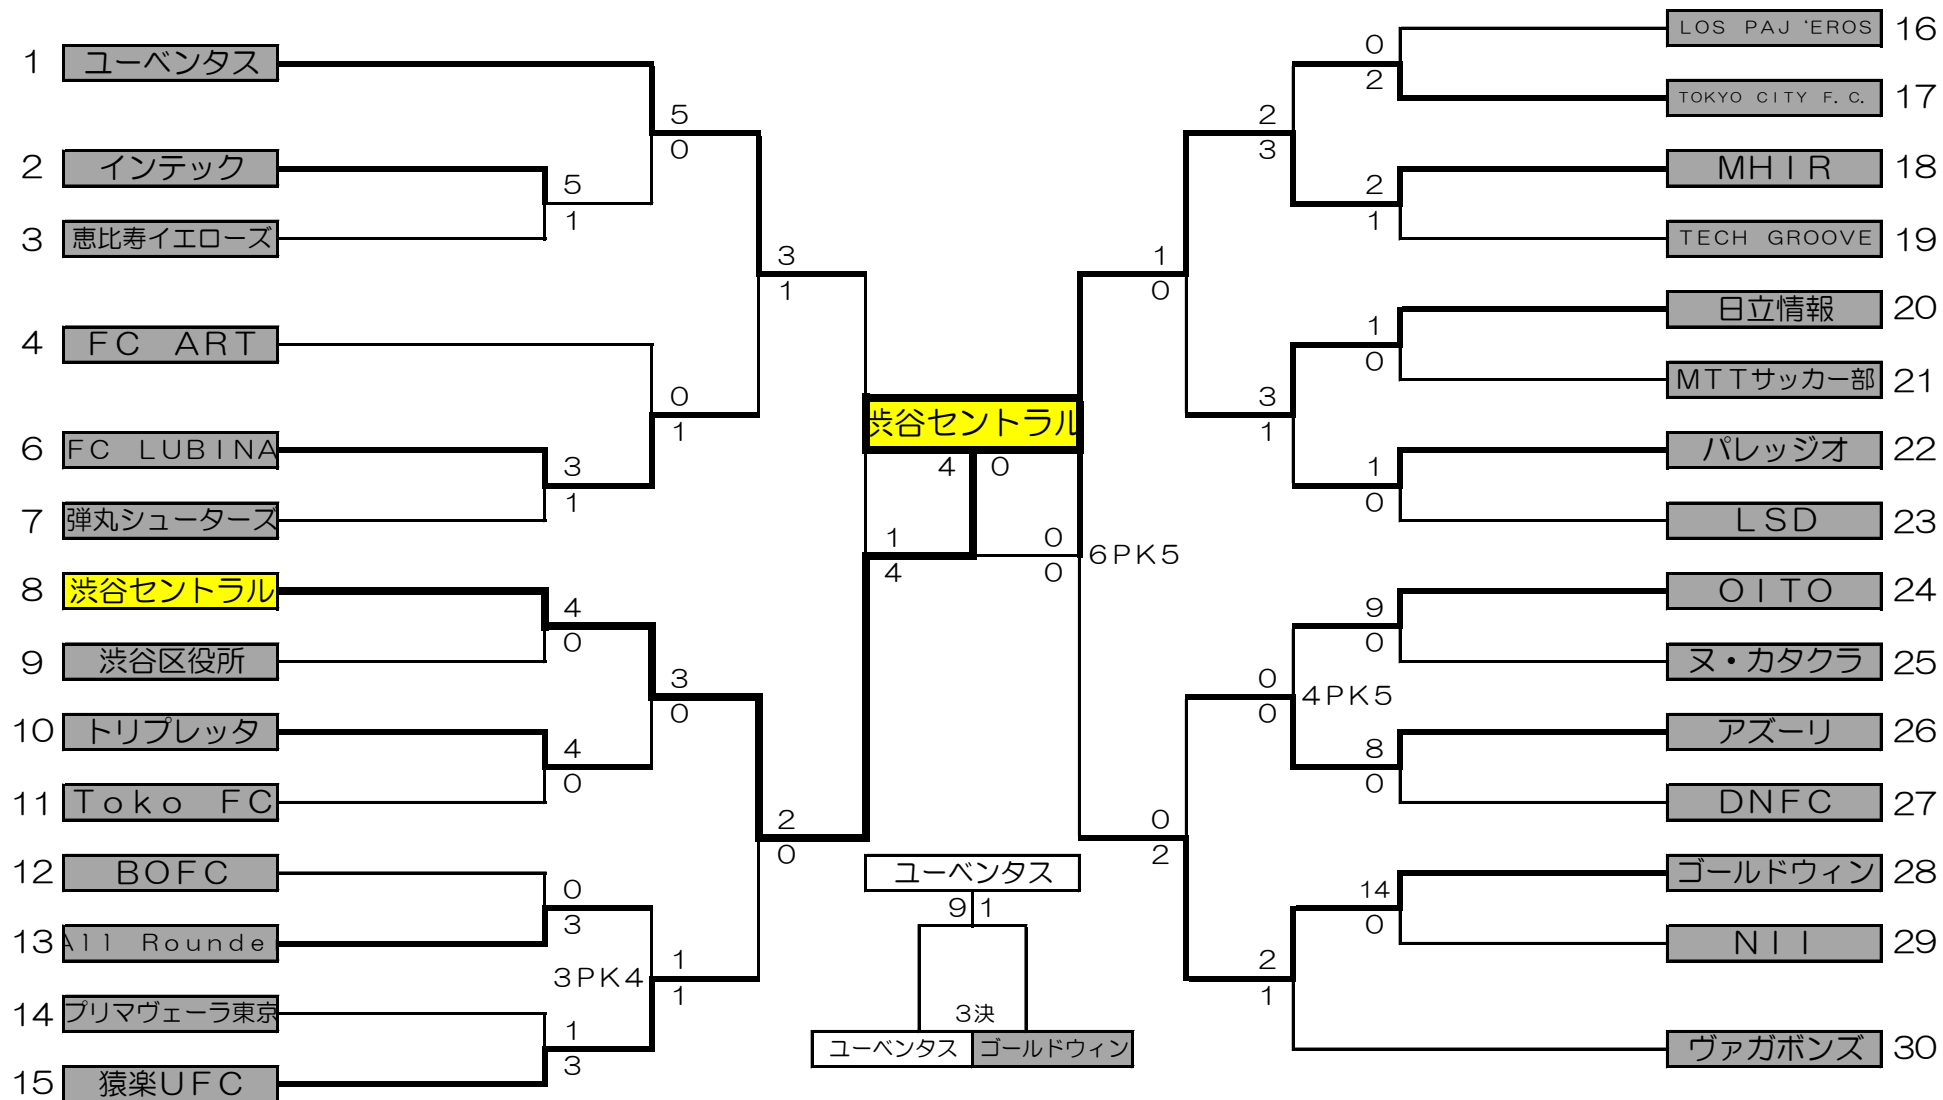 1 ユーベンタス
2 インテック
3 恵比寿イエローズ
4 FC ART
6 FC LUBINA
7 弾丸シューターズ
8 渋谷セントラル
9 渋谷区役所
10 トリプレッタ
11 Toko FC
12 BOFC
13 All Rounde
14 プリマヴェーラ東京
15 猿楽UFC
5
1
3
1
4
0
4
0
0
3
1
3
5
0
0
1
3
0
3PK4
1
1
3
1
2
0
1
4
渋谷セントラル
4 0
0
0
6PK5
ユーベンタス
9 1
3決
ユーベンタス ゴールドウィン
1
0
0
2
2
3
3
1
0
0
4PK5
2
1
0
2
2
1
1
0
1
0
9
0
8
0
14
0
LOS PAJ 'EROS 16
TOKYO CITY F.C. 17
MHIR 18
TECH GROOVE 19
日立情報 20
MTTサッカー部 21
パレッジオ 22
LSD 23
OITO 24
ヌ・カタクラ 25
アズーリ 26
DNFC 27
ゴールドウィン 28
NII 29
ヴァガボンズ 30